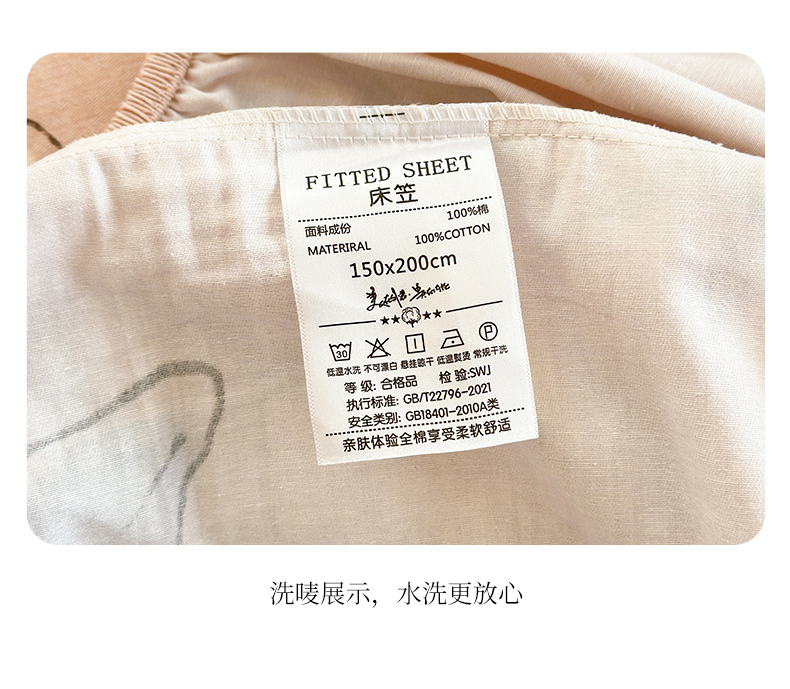 FITTED SHEET
床笠
面料成份 100%棉
MATERIRAL 100%COTTON
150x200cm
30
P
低温水洗 不可漂白 悬挂晾干 低温熨烫 常规干洗
等 级: 合格品 检 验:SWJ
执行标准: GB/T22796-2021
安全类别: GB18401-2010A类
亲肤体验全棉享受柔软舒适
洗唛展示，水洗更放心